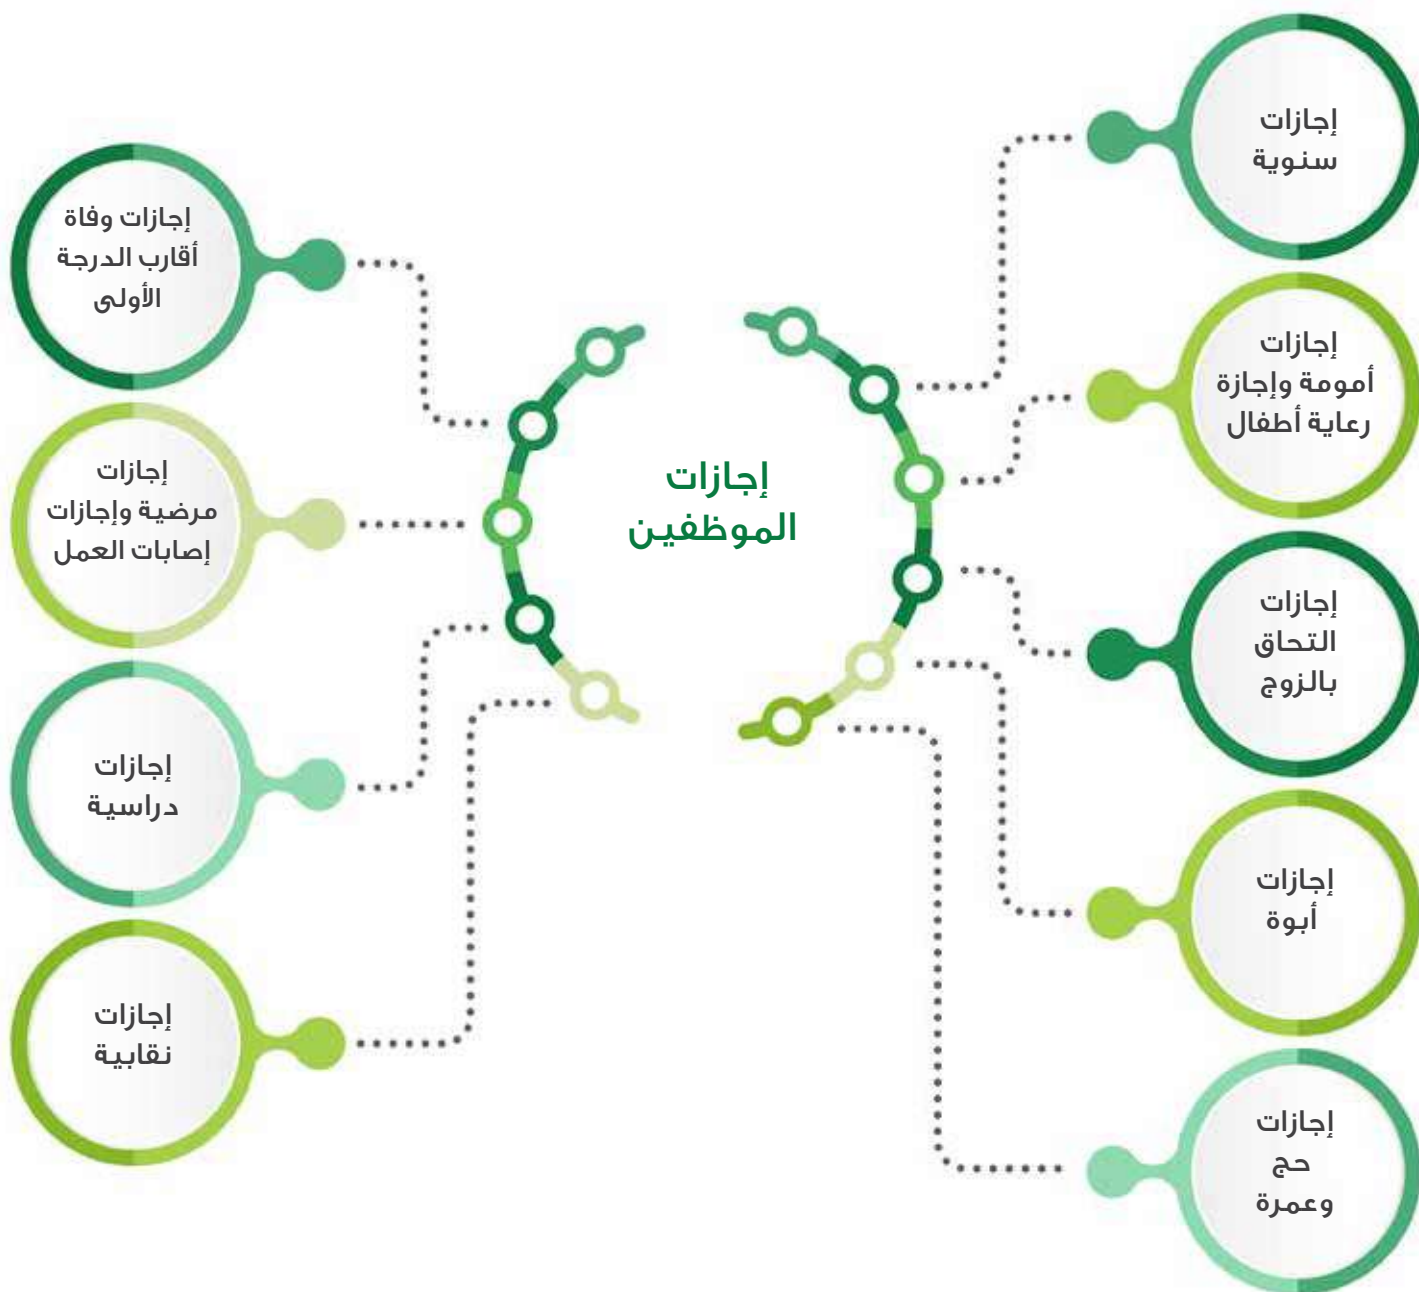 إجازات
الموظفين
إجازات
سنوية
إجازات
أمومة وإجازة
رعاية أطفال
إجازات
التحاق
بالزوج
إجازات
أبوة
إجازات
حج
وعمرة
إجازات وفاة
أقارب الدرجة
الأولى
إجازات
مرضية وإجازات
إصابات العمل
إجازات
دراسية
إجازات
نقابية